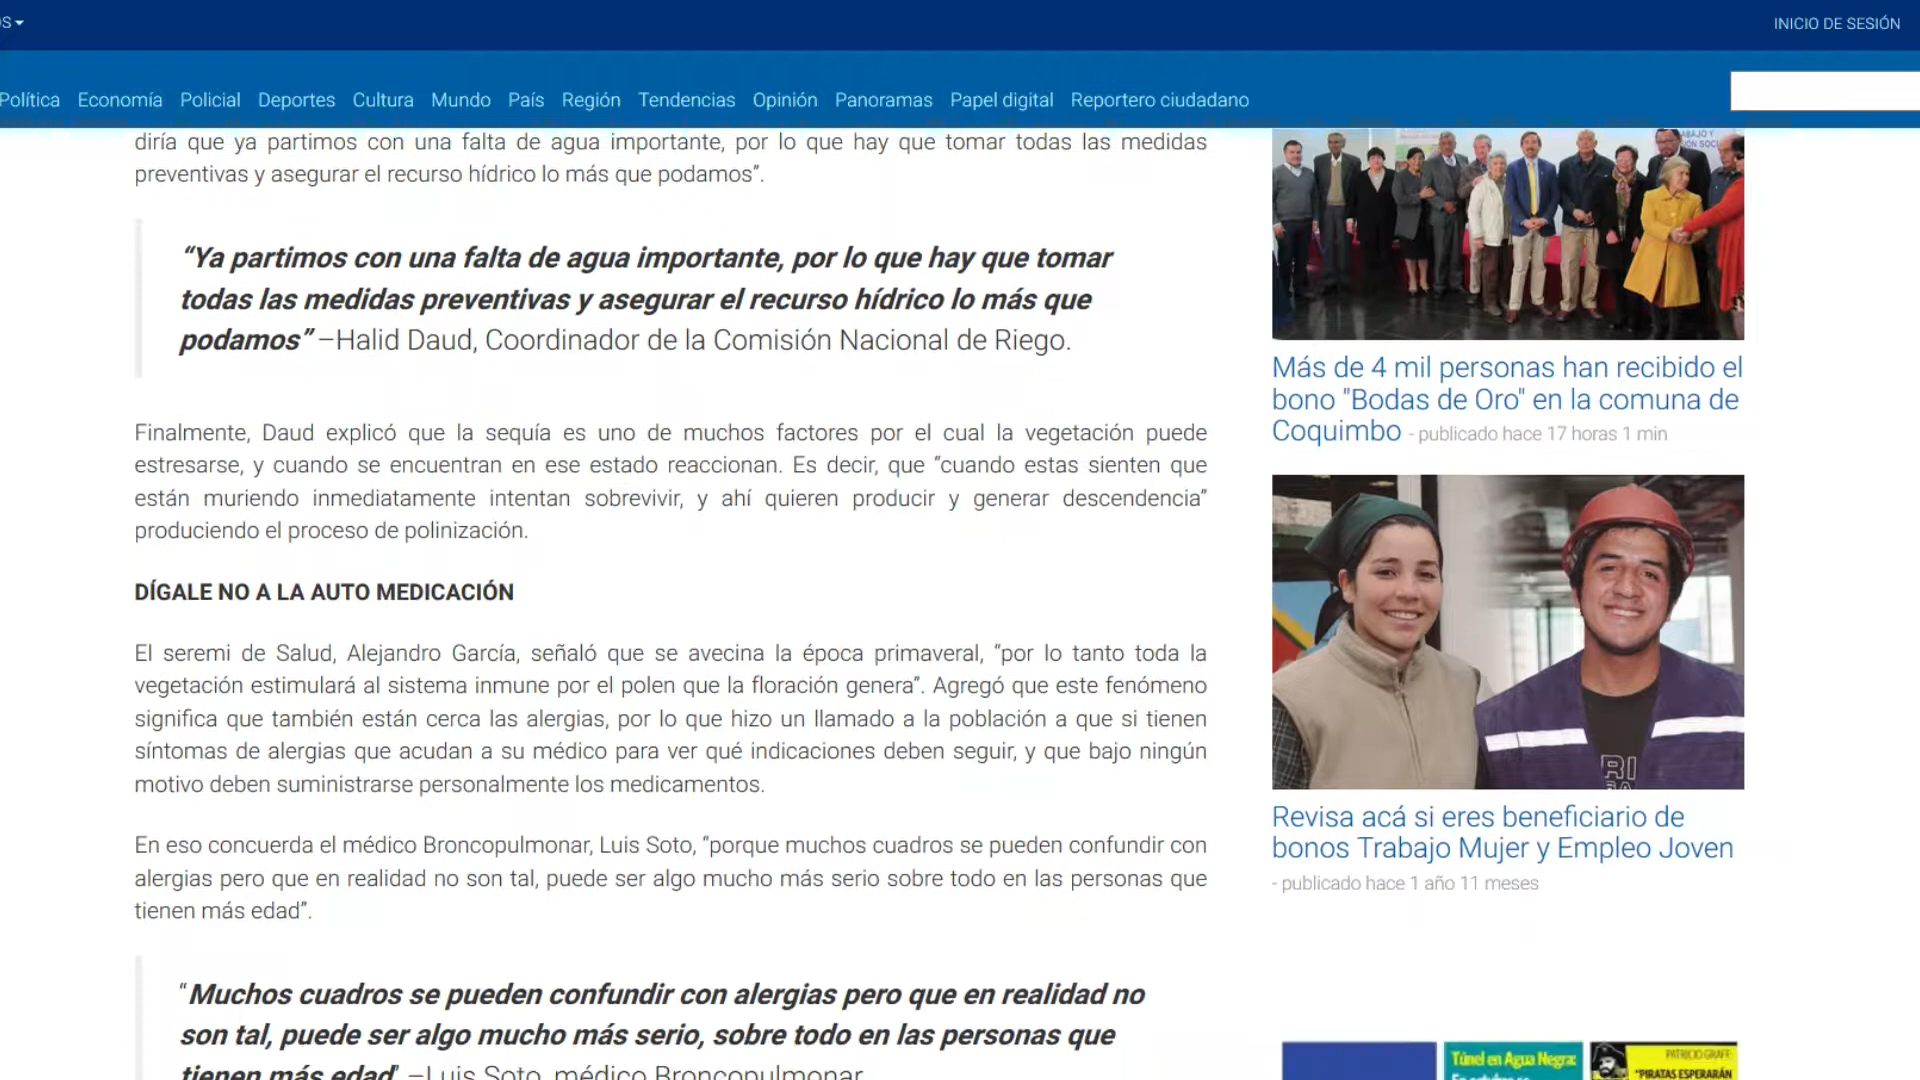 OS
INICIO DE SESIÓN
Política Economía Policial Deportes Cultura Mundo País Región Tendencias Opinión Panoramas Papel digital Reportero ciudadano
diría que ya partimos con una falta de agua importante, por lo que hay que tomar todas las medidas
preventivas y asegurar el recurso hídrico lo más que podamos”.
“Ya partimos con una falta de agua importante, por lo que hay que tomar
todas las medidas preventivas y asegurar el recurso hídrico lo más que
podamos” –Halid Daud, Coordinador de la Comisión Nacional de Riego.
Finalmente, Daud explicó que la sequía es uno de muchos factores por el cual la vegetación puede
estresarse, y cuando se encuentran en ese estado reaccionan. Es decir, que “cuando estas sienten que
están muriendo inmediatamente intentan sobrevivir, y ahí quieren producir y generar descendencia”
produciendo el proceso de polinización.
DÍGALE NO A LA AUTO MEDICACIÓN
El seremi de Salud, Alejandro García, señaló que se avecina la época primaveral, “por lo tanto toda la
vegetación estimulará al sistema inmune por el polen que la floración genera”. Agregó que este fenómeno
significa que también están cerca las alergias, por lo que hizo un llamado a la población a que si tienen
síntomas de alergias que acudan a su médico para ver qué indicaciones deben seguir, y que bajo ningún
motivo deben suministrarse personalmente los medicamentos.
En eso concuerda el médico Broncopulmonar, Luis Soto, “porque muchos cuadros se pueden confundir con
alergias pero que en realidad no son tal, puede ser algo mucho más serio sobre todo en las personas que
tienen más edad”.
“Muchos cuadros se pueden confundir con alergias pero que en realidad no
son tal, puede ser algo mucho más serio, sobre todo en las personas que
tienen más edad” –Luis Soto, médico Broncopulmonar
Más de 4 mil personas han recibido el
bono "Bodas de Oro" en la comuna de
Coquimbo - publicado hace 17 horas 1 min
Revisa acá si eres beneficiario de
bonos Trabajo Mujer y Empleo Joven
- publicado hace 1 año 11 meses
Túnel en Agua Negra:
PATRICIO GRAFF:
"PIRATAS ESPERARÁN